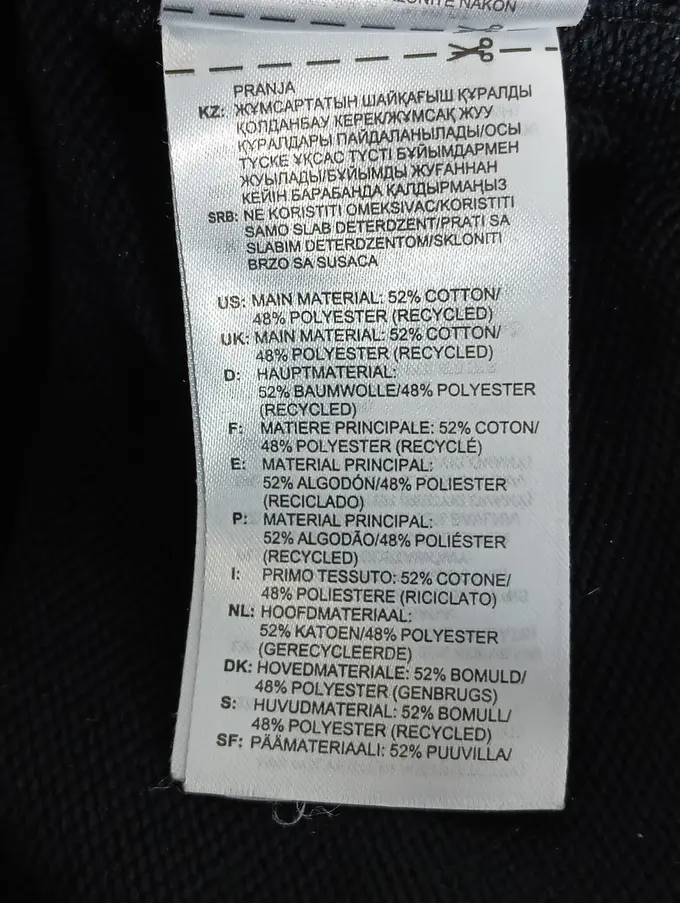 NAKON
PRANJA
KZ: ЖҰМСАРТАТЫН ШАЙҚАҒЫШ ҚҰРАЛДЫ
ҚОЛДАНБАУ КЕРЕК/ЖҰМСАҚ ЖУУ
ҚҰРАЛДАРЫ ПАЙДАЛАНЫЛАДЫ/ОСЫ
ТҮСКЕ ҰҚСАС ТҮСТІ БҰЙЫМДАРМЕН
ЖУЫЛАДЫ/БҰЙЫМДЫ ЖУҒАННАН
КЕЙІН БАРАБАНДА ҚАЛДЫРМАҢЫЗ
SRB: NE KORISTITI OMEKSIVAC/KORISTITI
SAMO SLAB DETERDZENT/PRATI SA
SLABIM DETERDZENTOM/SKLONITI
BRZO SA SUSACA
US: MAIN MATERIAL: 52% COTTON/
48% POLYESTER (RECYCLED)
UK: MAIN MATERIAL: 52% COTTON/
48% POLYESTER (RECYCLED)
D: HAUPTMATERIAL:
52% BAUMWOLLE/48% POLYESTER
(RECYCLED)
F: MATIERE PRINCIPALE: 52% COTON/
48% POLYESTER (RECYCLÉ)
E: MATERIAL PRINCIPAL:
52% ALGODÓN/48% POLIESTER
(RECICLADO)
P: MATERIAL PRINCIPAL:
52% ALGODÃO/48% POLIÉSTER
(RECYCLED)
I: PRIMO TESSUTO: 52% COTONE/
48% POLIESTERE (RICICLATO)
NL: HOOFDMATERIAAL:
52% KATOEN/48% POLYESTER
(GERECYCLEERDE)
DK: HOVEDMATERIALE: 52% BOMULD/
48% POLYESTER (GENBRUGS)
S: HUVUDMATERIAL: 52% BOMULL/
48% POLYESTER (RECYCLED)
SF: PÄÄMATERIAALI: 52% PUUVILLA/